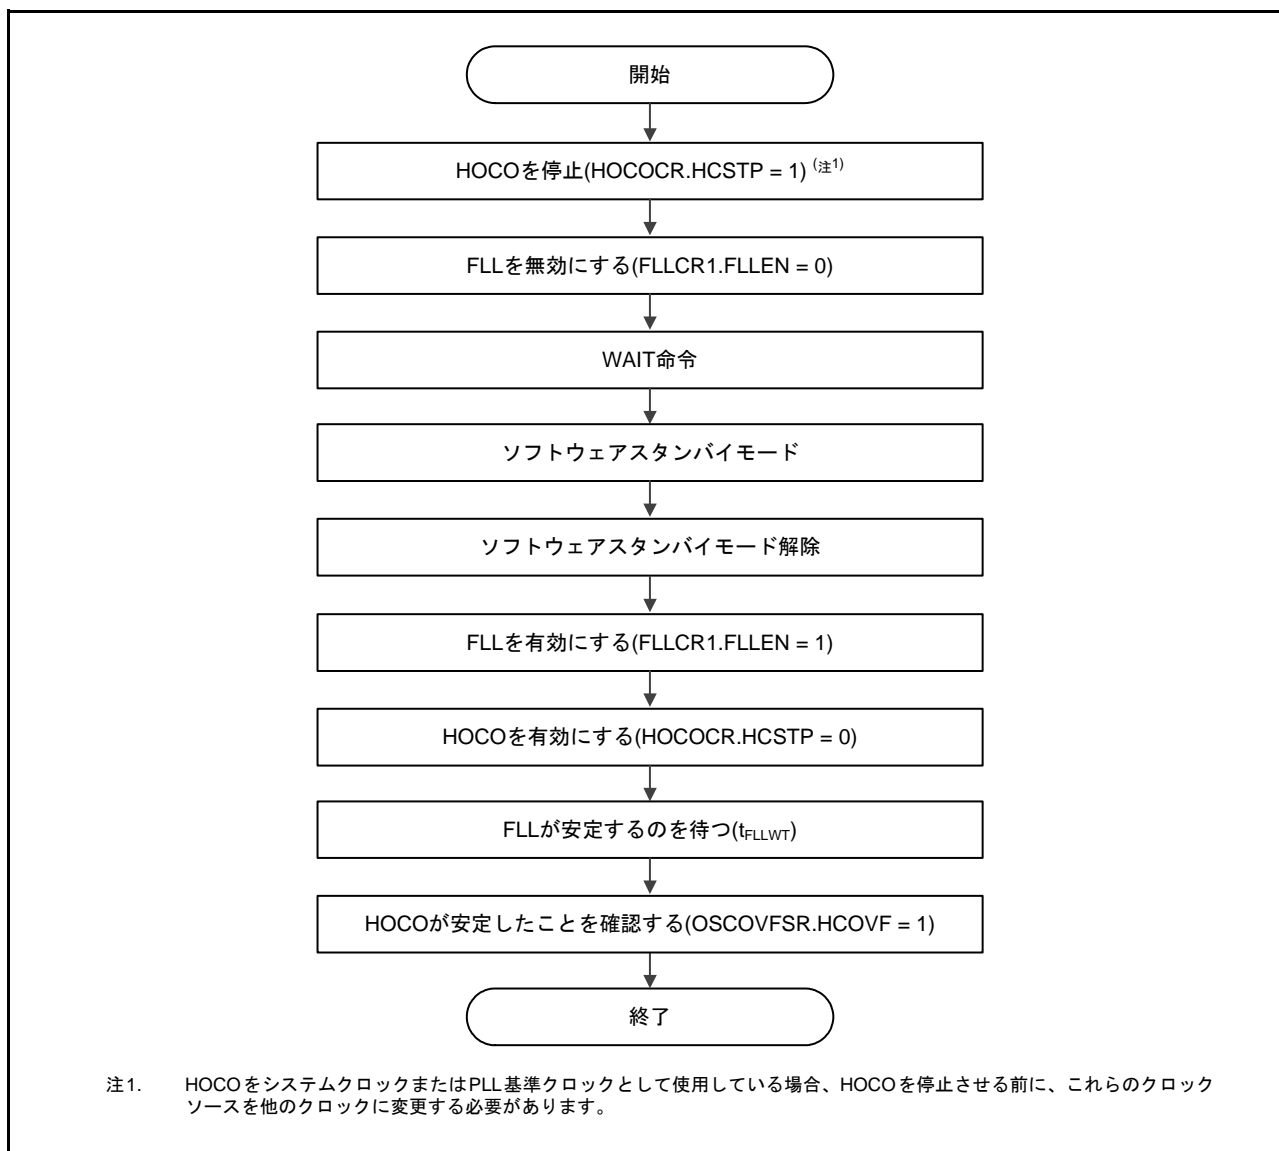 開始
HOCOを停止(HOCOCR.HCSTP = 1) (注1)
FLLを無効にする(FLLCR1.FLLEN = 0)
WAIT命令
ソフトウェアスタンバイモード
ソフトウェアスタンバイモード解除
FLLを有効にする(FLLCR1.FLLEN = 1)
HOCOを有効にする(HOCOCR.HCSTP = 0)
FLLが安定するのを待つ(tFLLWT)
HOCOが安定したことを確認する(OSCOVFSR.HCOVF = 1)
終了
注1. HOCOをシステムクロックまたはPLL基準クロックとして使用している場合、HOCOを停止させる前に、これらのクロック
ソースを他のクロックに変更する必要があります。